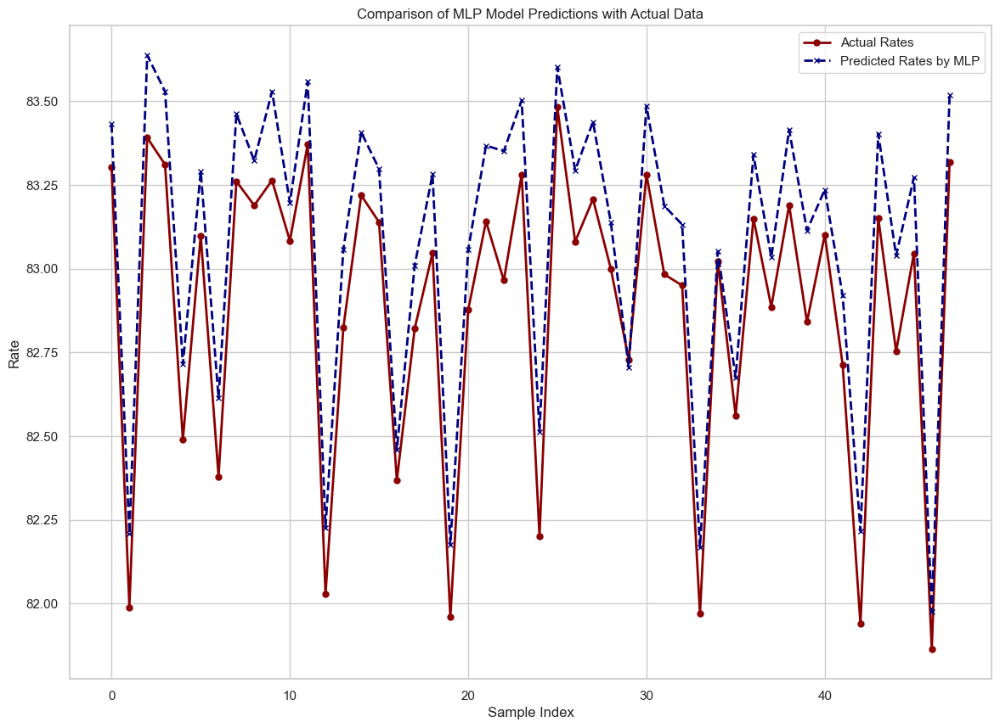 Comparison of MLP Model Predictions with Actual Data
Actual Rates
Predicted Rates by MLP
83.50
83.25
83.00
82.75
82.50
82.25
82.00
Rate
0 10 20 30 40
Sample Index